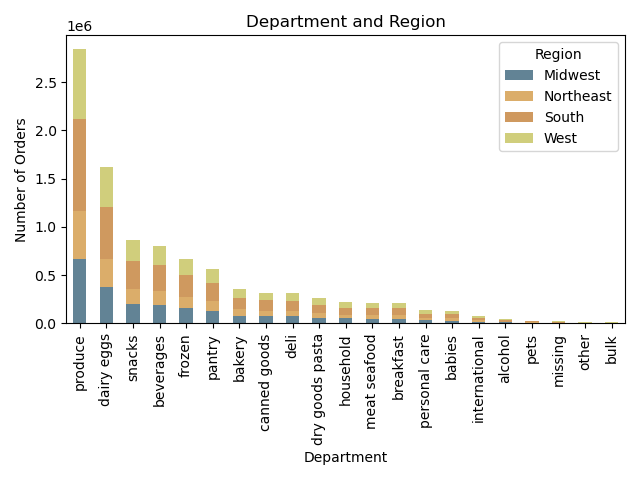 Department and Region
1e6
Region
Midwest
Northeast
South
West
Number of Orders
2.5
2.0
1.5
1.0
0.5
0.0
produce
dairy eggs
snacks
beverages
frozen
pantry
bakery
canned goods
deli
dry goods pasta
household
meat seafood
breakfast
personal care
babies
international
alcohol
pets
missing
other
bulk
Department